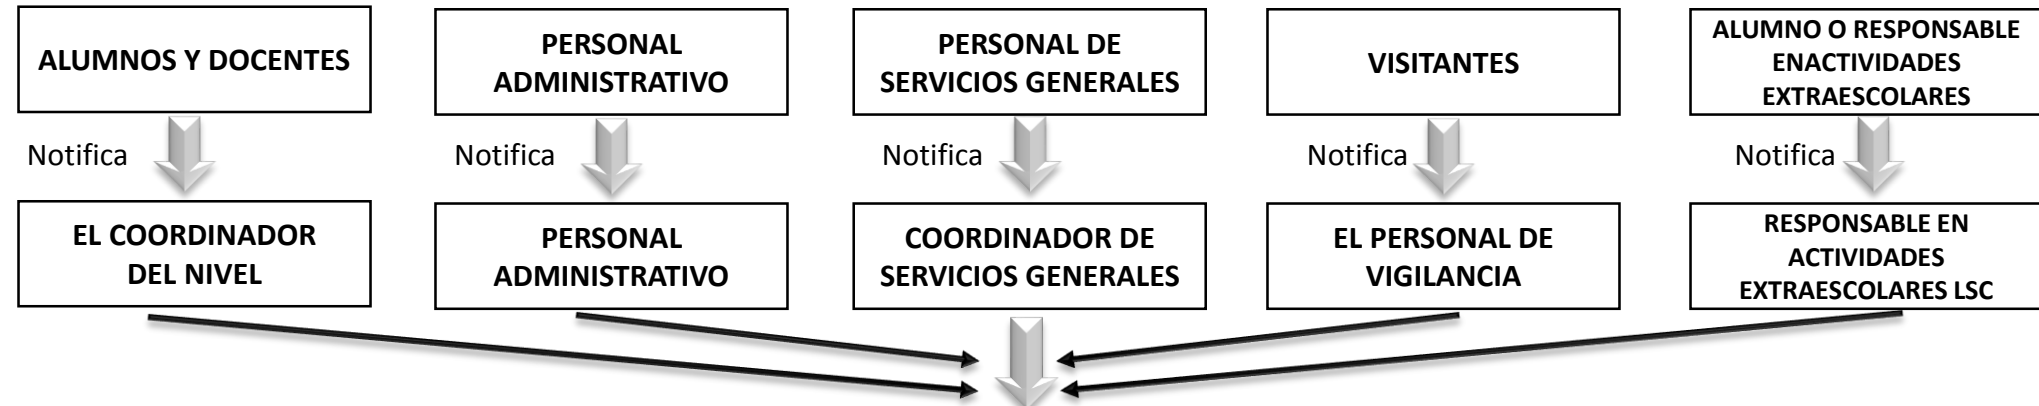 ALUMNOS Y DOCENTES
PERSONAL
ADMINISTRATIVO
PERSONAL DE
SERVICIOS GENERALES
VISITANTES
ALUMNO O RESPONSABLE
ENACTIVIDADES
EXTRAESCOLARES
Notifica
Notifica
Notifica
Notifica
Notifica
EL COORDINADOR
DEL NIVEL
PERSONAL
ADMINISTRATIVO
COORDINADOR DE
SERVICIOS GENERALES
EL PERSONAL DE
VIGILANCIA
RESPONSABLE EN
ACTIVIDADES
EXTRAESCOLARES LSC